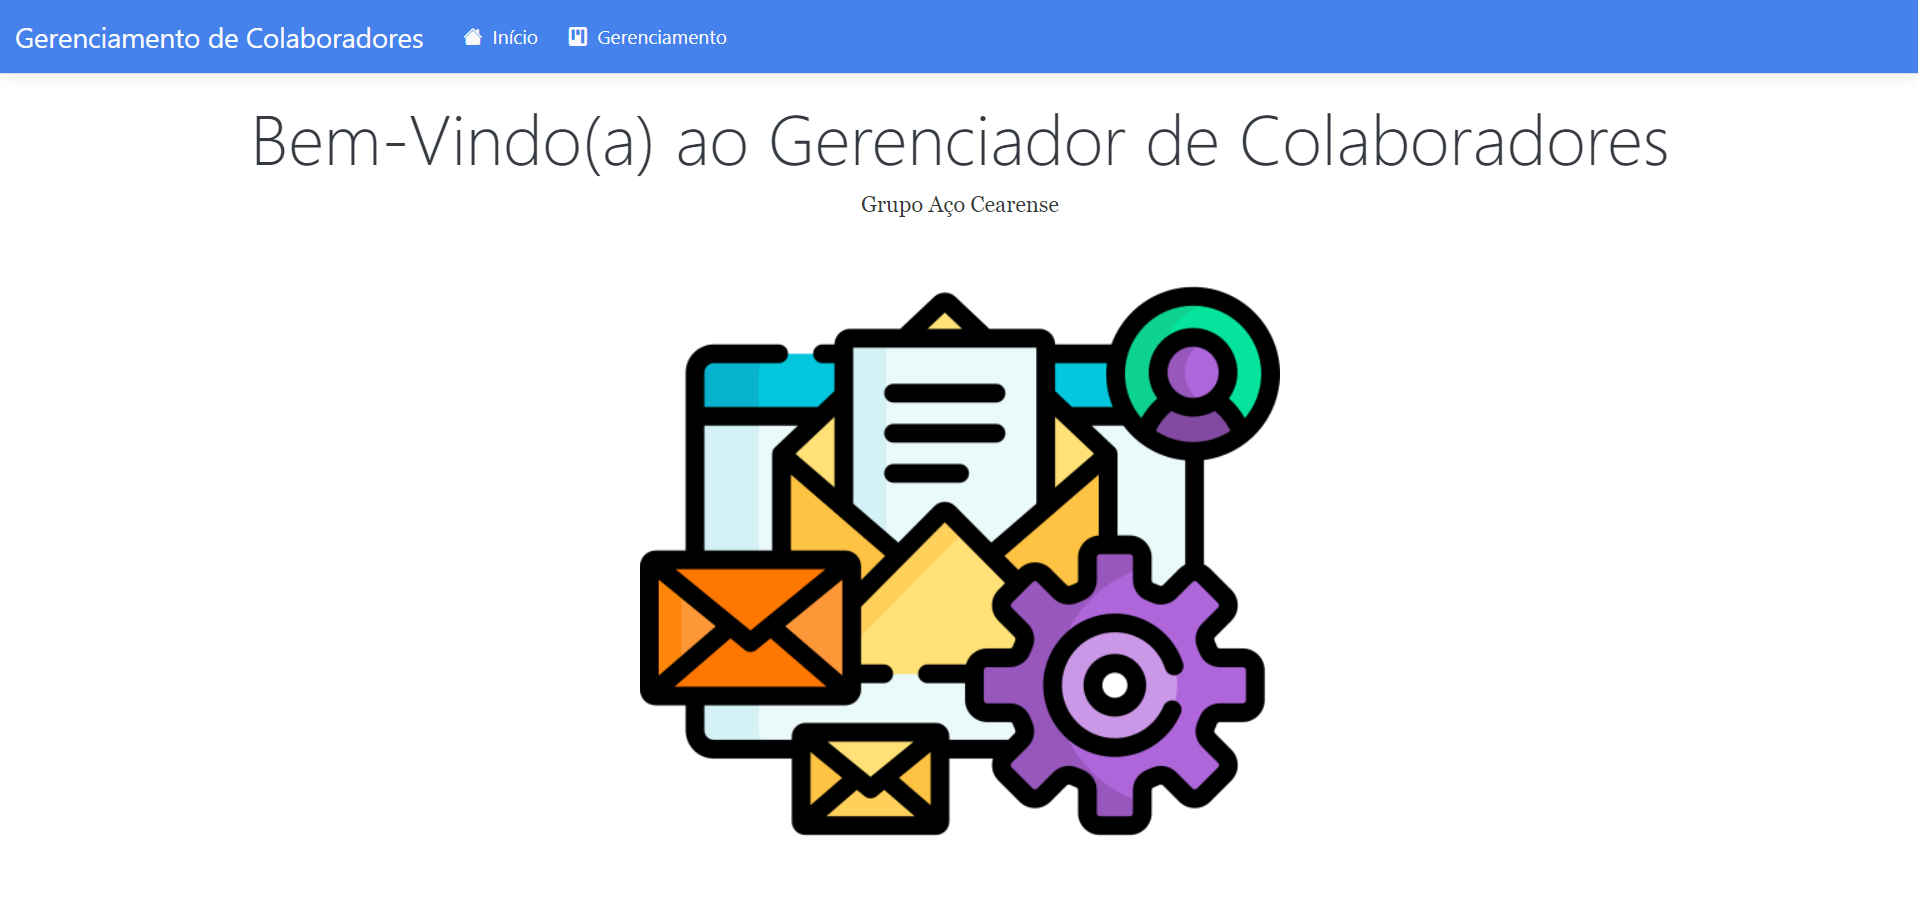 Gerenciamento de Colaboradores Início Gerenciamento
Bem-Vindo(a) ao Gerenciador de Colaboradores
Grupo Aço Cearense